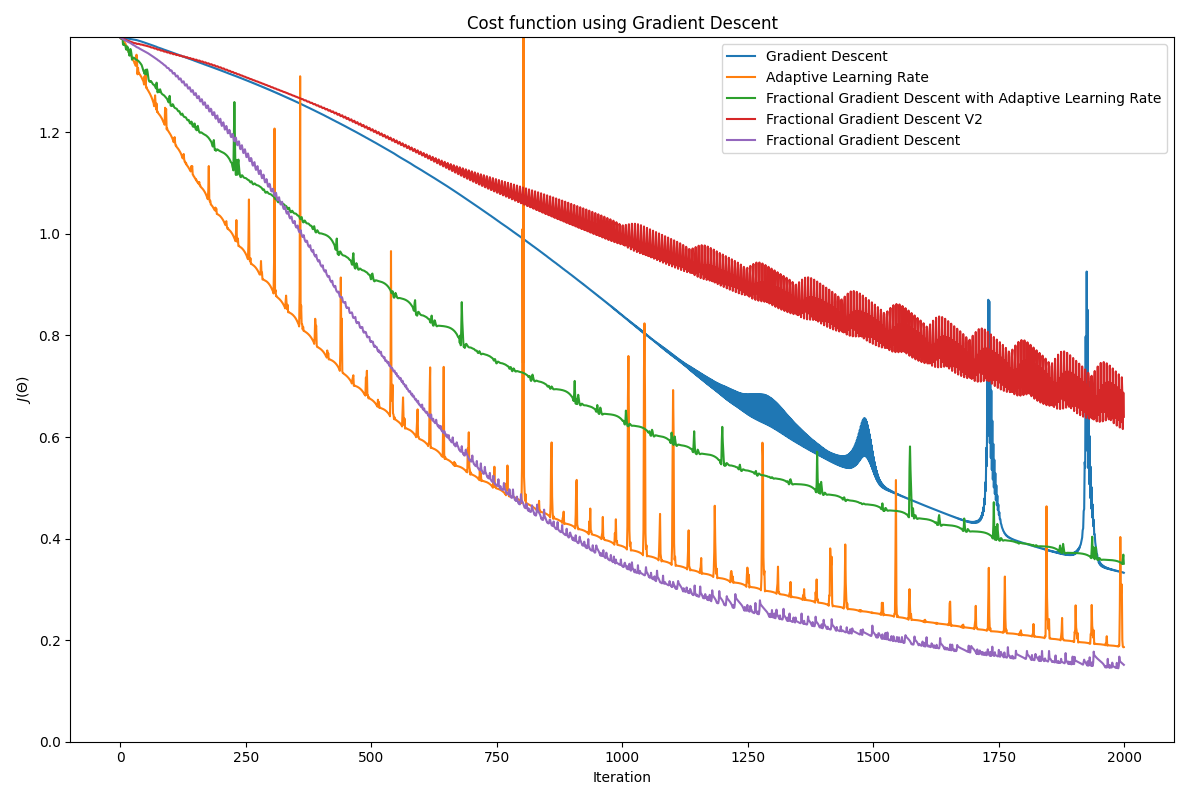 Cost function using Gradient Descent
Gradient Descent
Adaptive Learning Rate
Fractional Gradient Descent with Adaptive Learning Rate
Fractional Gradient Descent V2
Fractional Gradient Descent
J(Θ)
1.2
1.0
0.8
0.6
0.4
0.2
0.0
0 250 500 750 1000 1250 1500 1750 2000
Iteration